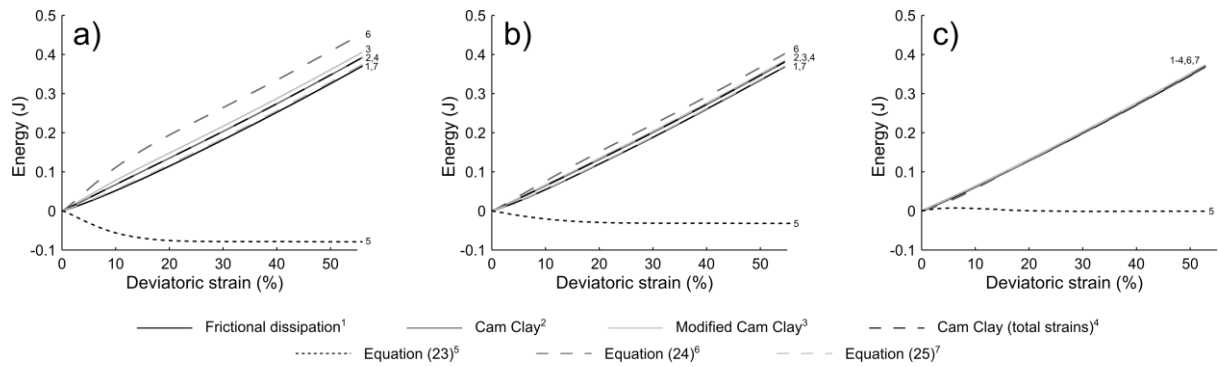 a)
0.5
0.4
0.3
0.2
0.1
0
-0.1
Energy (J)
6
3
2,4
1,7
5
0 10 20 30 40 50
Deviatoric strain (%)
b)
0.5
0.4
0.3
0.2
0.1
0
-0.1
Energy (J)
6
2,3,4
1,7
5
0 10 20 30 40 50
Deviatoric strain (%)
c)
0.5
0.4
0.3
0.2
0.1
0
-0.1
Energy (J)
1-4,6,7
5
0 10 20 30 40 50
Deviatoric strain (%)
Frictional dissipation¹ Cam Clay² Modified Cam Clay³ Cam Clay (total strains)⁴
Equation (23)⁵ Equation (24)⁶ Equation (25)⁷